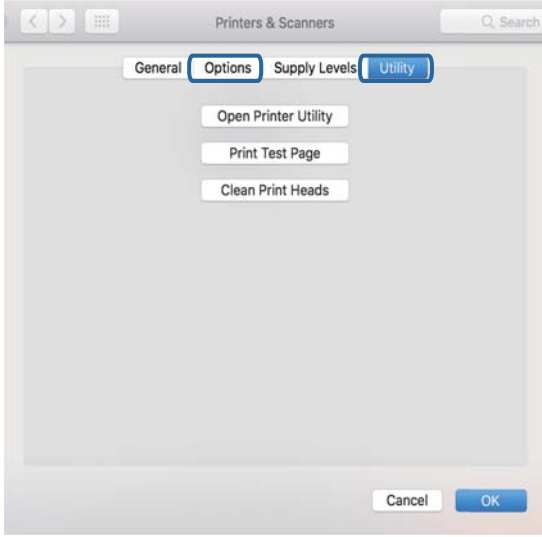 Printers & Scanners
Search
General Options Supply Levels Utility
Open Printer Utility
Print Test Page
Clean Print Heads
Cancel OK